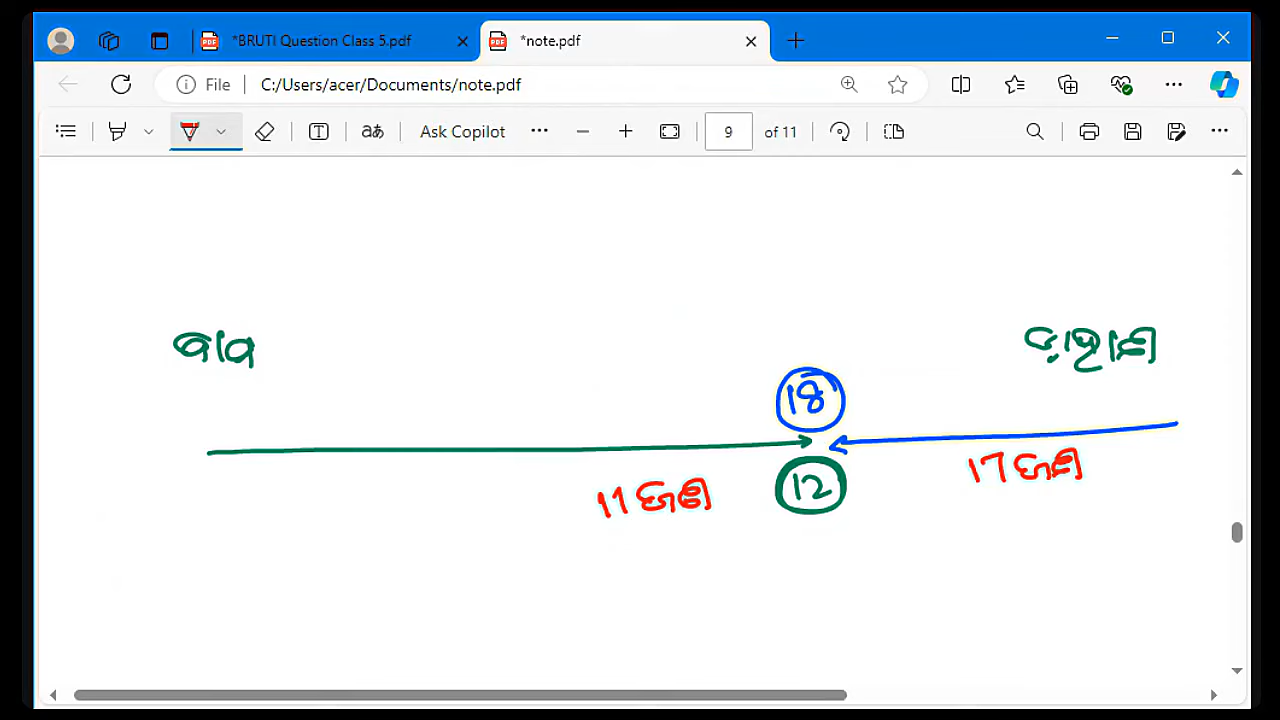 *BRUTI Question Class 5.pdf
*note.pdf
File
C:/Users/acer/Documents/note.pdf
Ask Copilot
9 of 11
ବାମ
ଡ଼ାହାଣ
18
17 ଜଣ
11 ଜଣ
12